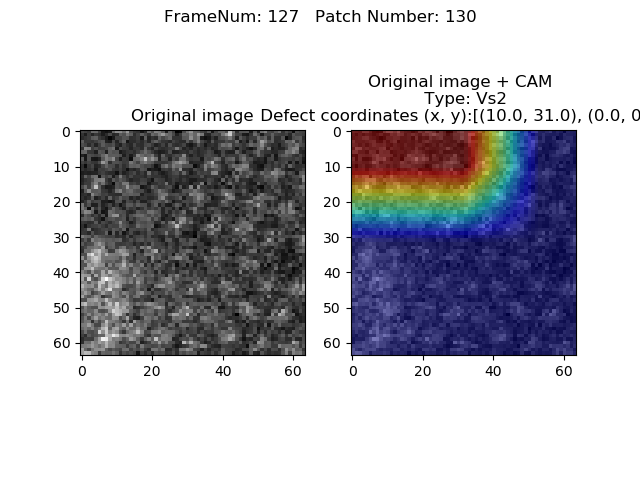 FrameNum: 127   Patch Number: 130
Original image + CAM
Type: Vs2
Original image Defect coordinates (x, y):[(10.0, 31.0), (0.0, 0
0
10
20
30
40
50
60
0 20 40 60
0
10
20
30
40
50
60
0 20 40 60